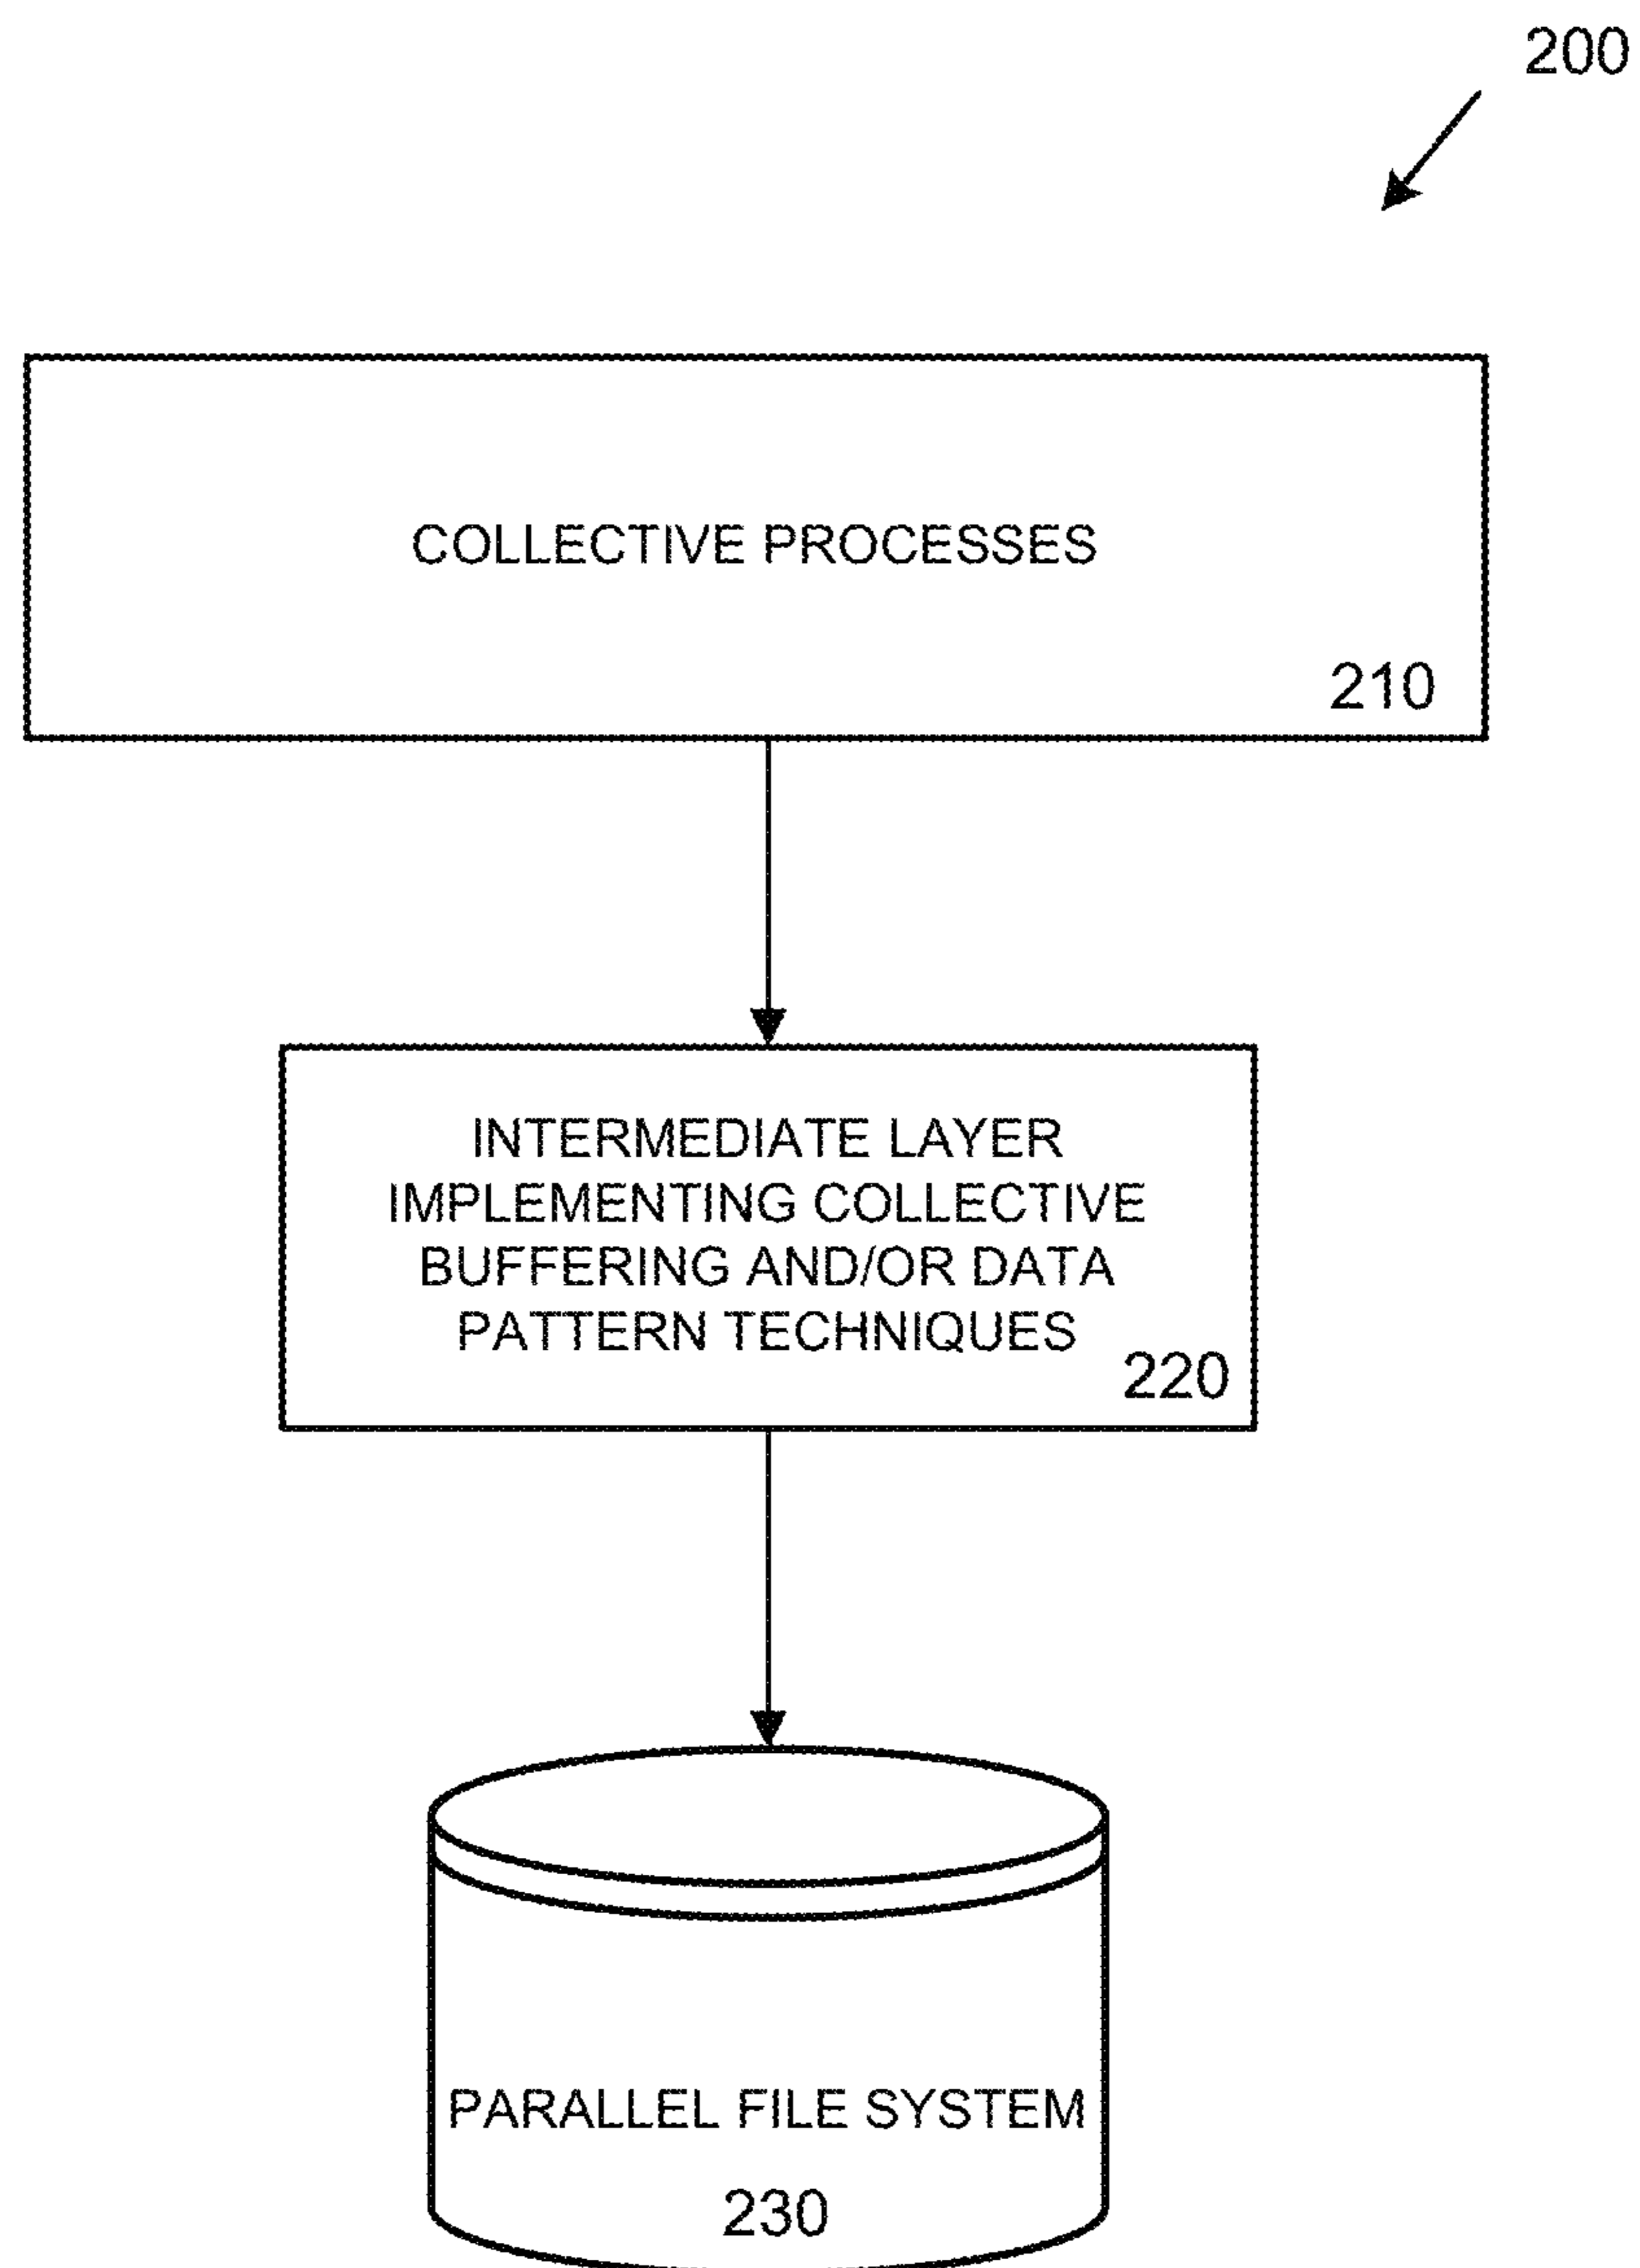 200
COLLECTIVE PROCESSES
210
INTERMEDIATE LAYER
IMPLEMENTING COLLECTIVE
BUFFERING AND/OR DATA
PATTERN TECHNIQUES
220
PARALLEL FILE SYSTEM
230